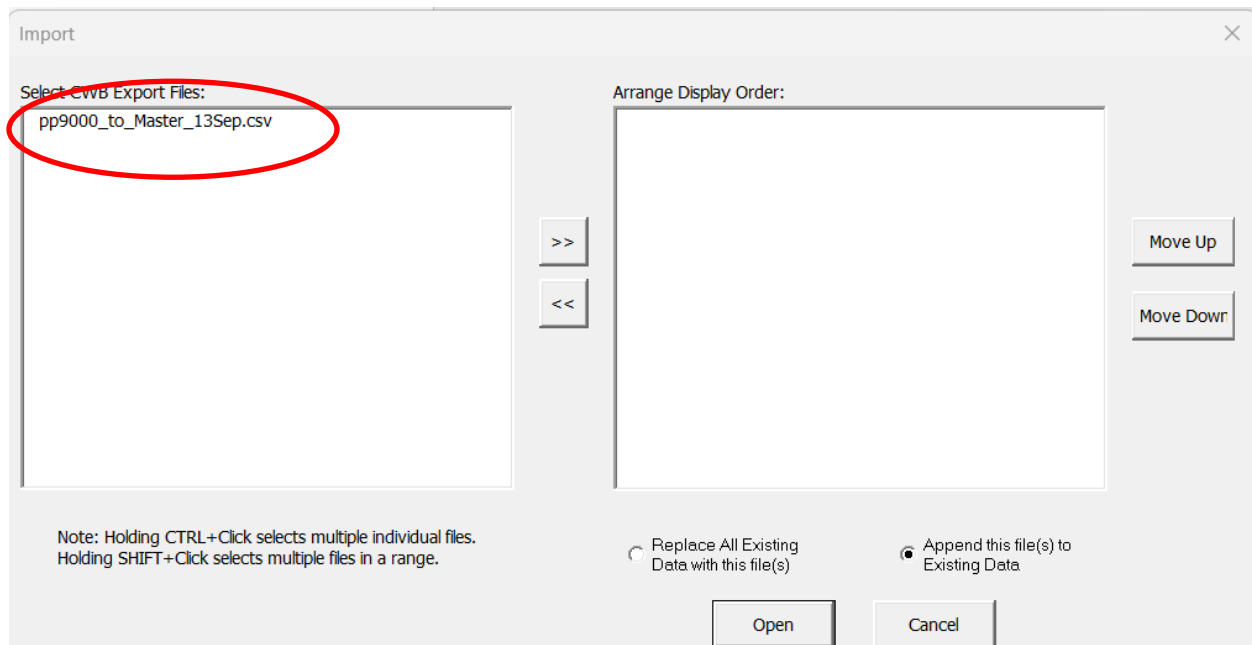 Import
Select CWB Export Files:
pp9000_to_Master_13Sep.csv
Arrange Display Order:
>>
<<
Move Up
Move Down
Note: Holding CTRL+Click selects multiple individual files.
Holding SHIFT+Click selects multiple files in a range.
Replace All Existing
Data with this file(s)
Append this file(s) to
Existing Data
Open
Cancel